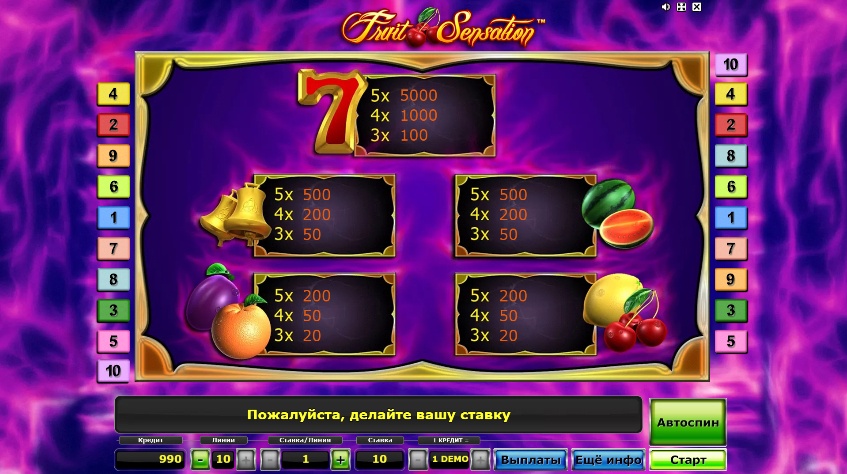 Fruit Sensation™
10
4 4
2 2
9 8
6 6
1 1
7 7
8 9
3 3
5 5
10
7
5x 5000
4x 1000
3x 100
5x 500
4x 200
3x 50
5x 500
4x 200
3x 50
5x 200
4x 50
3x 20
5x 200
4x 50
3x 20
Пожалуйста, делайте вашу ставку
Автоспин
Кредит Линии Ставка/Линии Ставка 1 КРЕДИТ =
990 - 10 + - 1 + 10 - 1 DEMO + Выплаты Ещё инфо Старт